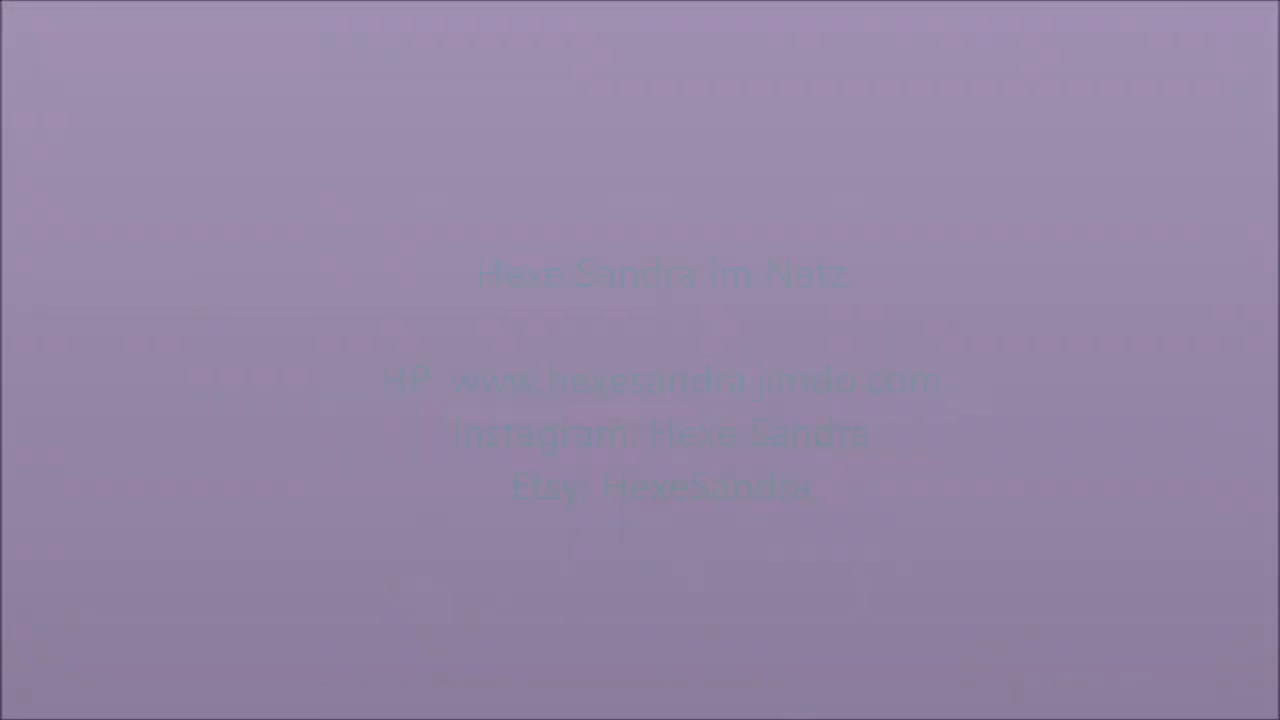 Hexe Sandra im Netz
HP www.hexesandra.jimdo.com
Instagram: Hexe Sandra
Etsy: HexeSandra